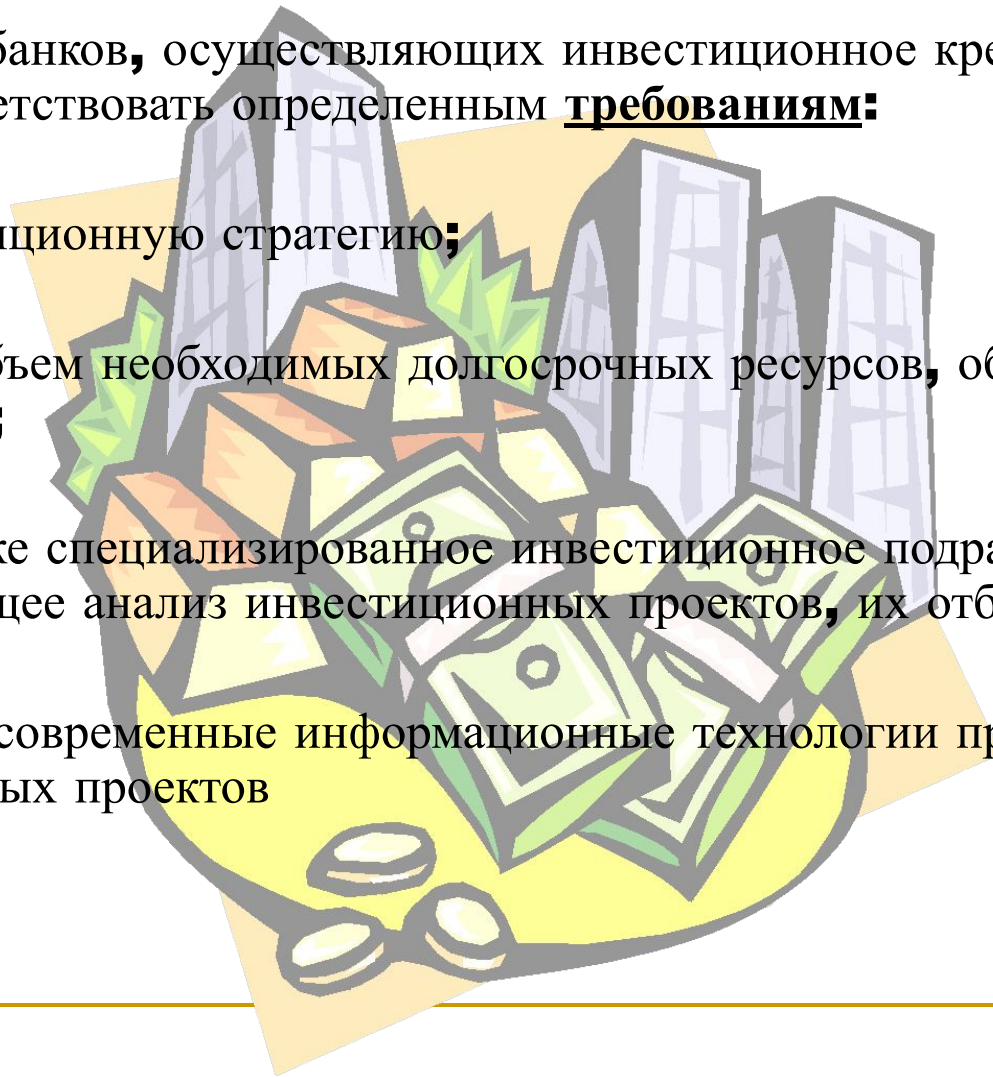 банков, осуществляющих инвестиционное кре
етствовать определенным требованиям:
ционную стратегию;
ъем необходимых долгосрочных ресурсов, об
;
ке специализированное инвестиционное подра
щее анализ инвестиционных проектов, их отб
современные информационные технологии пр
ых проектов